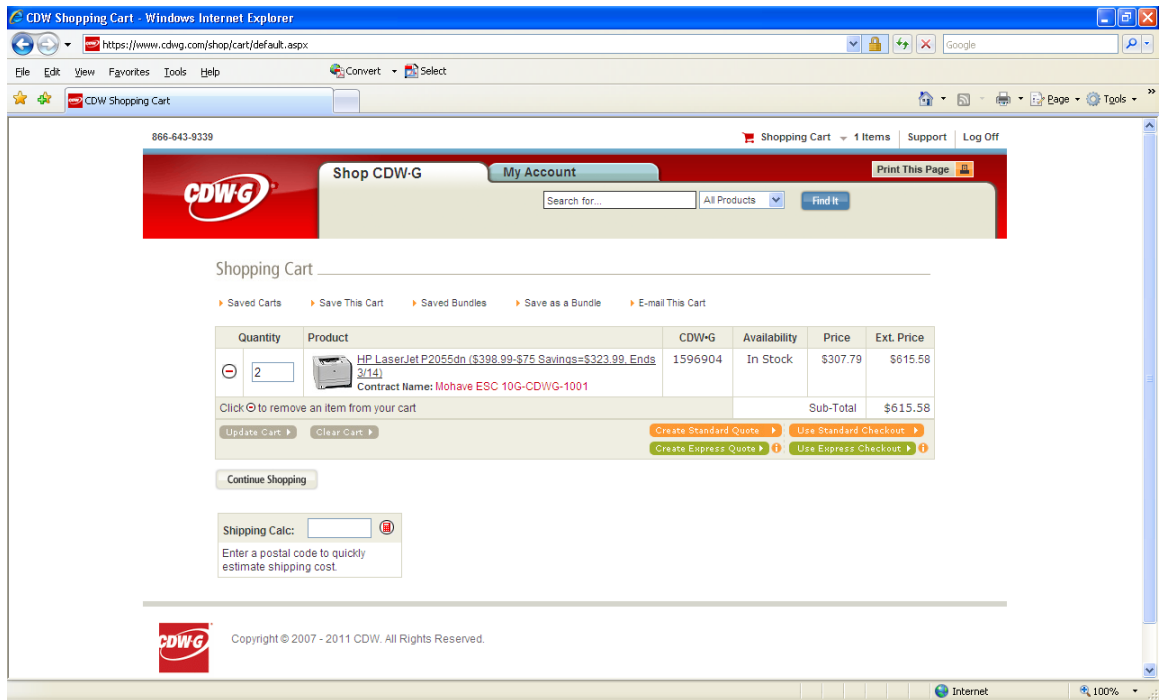 CDW Shopping Cart - Windows Internet Explorer
https://www.cdwg.com/shop/cart/default.aspx
Google
File Edit View Favorites Tools Help
Convert Select
CDW Shopping Cart
Page Tools »
866-643-9339
Shopping Cart 1 Items Support Log Off
Shop CDW·G My Account Print This Page
CDW·G
Search for... All Products Find It
Shopping Cart
Saved Carts Save This Cart Saved Bundles Save as a Bundle E-mail This Cart
Quantity Product CDW•G Availability Price Ext. Price
2 HP LaserJet P2055dn ($398.99-$75 Savings=$323.99, Ends 1596904 In Stock $307.79 $615.58
3/14)
Contract Name: Mohave ESC 10G-CDWG-1001
Click to remove an item from your cart Sub-Total $615.58
Update Cart Clear Cart Create Standard Quote Use Standard Checkout
Create Express Quote Use Express Checkout
Continue Shopping
Shipping Calc:
Enter a postal code to quickly
estimate shipping cost.
CDW·G
Copyright © 2007 - 2011 CDW. All Rights Reserved.
Internet 100%